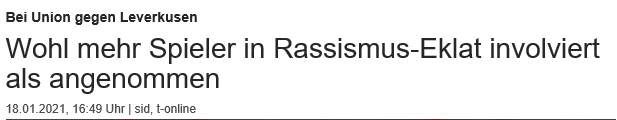 Bei Union gegen Leverkusen
Wohl mehr Spieler in Rassismus-Eklat involviert
als angenommen
18.01.2021, 16:49 Uhr | sid, t-online